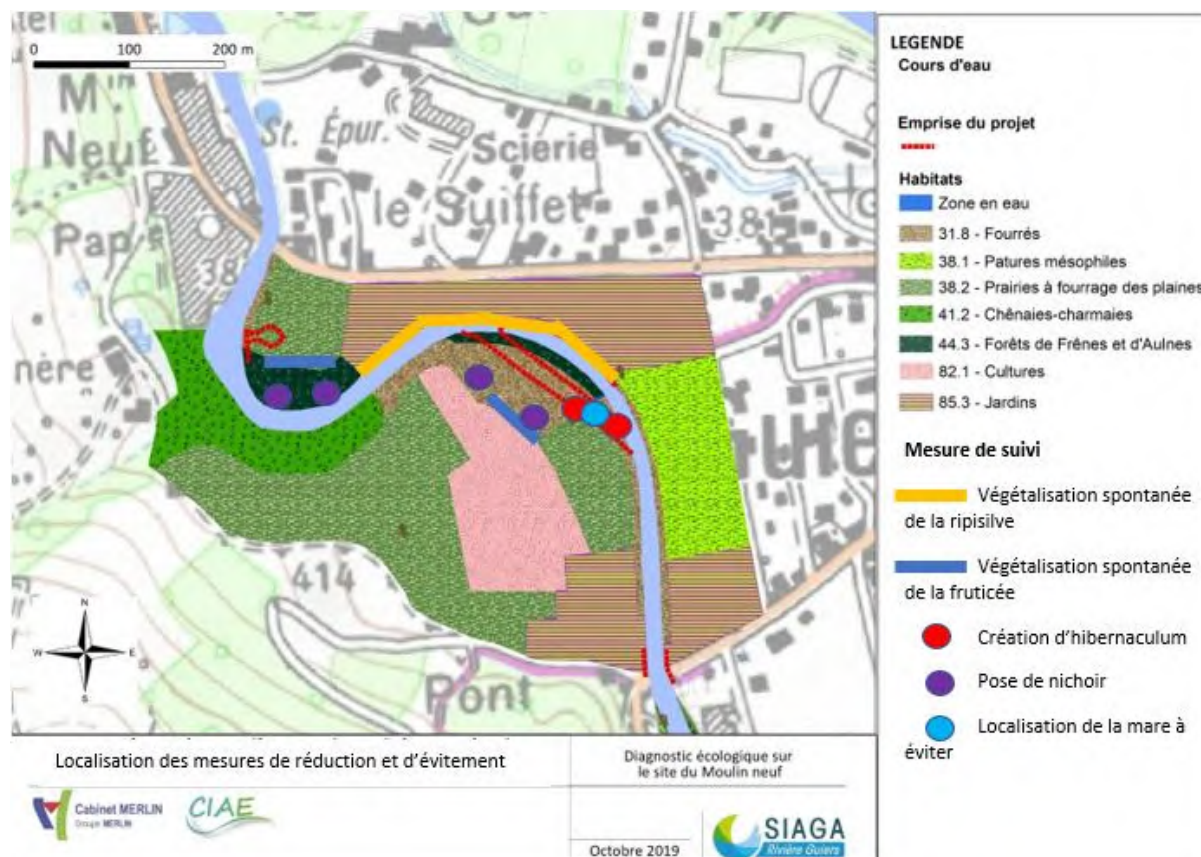 0 100 200 m
Mⁱⁿ
Neuf
Pap
St. Épur.
Scierie
le Suiffet
381
38
nère
414
Pont
N
W E
S
LEGENDE
Cours d'eau
Emprise du projet
Habitats
Zone en eau
31.8 - Fourrés
38.1 - Patures mésophiles
38.2 - Prairies à fourrage des plaines
41.2 - Chênaies-charmaies
44.3 - Forêts de Frênes et d'Aulnes
82.1 - Cultures
85.3 - Jardins
Mesure de suivi
Végétalisation spontanée
de la ripisilve
Végétalisation spontanée
de la fruticée
Création d'hibernaculum
Pose de nichoir
Localisation de la mare à
éviter
Localisation des mesures de réduction et d'évitement
Diagnostic écologique sur
le site du Moulin neuf
Cabinet MERLIN
Groupe MERLIN
CIAE
Octobre 2019
SIAGA
Rivière Guiers